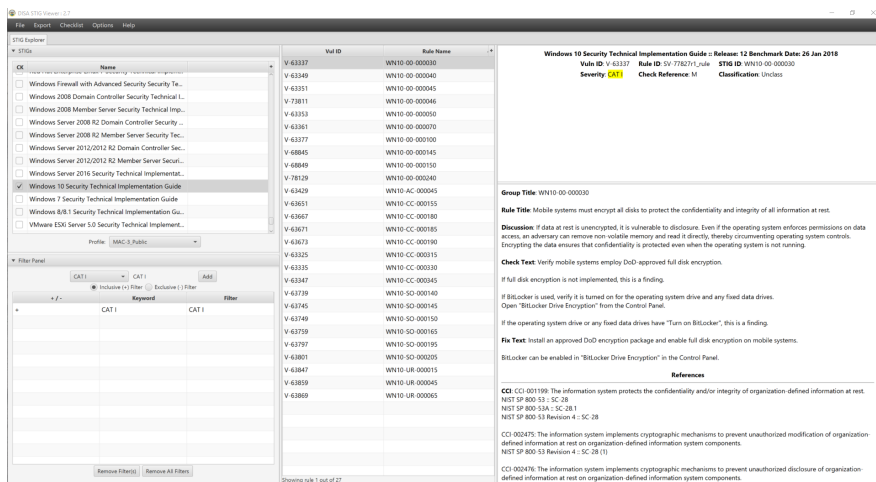 DISA STIG Viewer : 2.7
File Export Checklist Options Help
STIG Explorer
STIGs
CK Name
Windows Firewall with Advanced Security Security Te...
Windows 2008 Domain Controller Security Technical I...
Windows 2008 Member Server Security Technical Imp...
Windows Server 2008 R2 Domain Controller Security ...
Windows Server 2008 R2 Member Server Security Tec...
Windows Server 2012/2012 R2 Domain Controller Sec...
Windows Server 2012/2012 R2 Member Server Securi...
Windows Server 2016 Security Technical Implementat...
Windows 10 Security Technical Implementation Guide
Windows 7 Security Technical Implementation Guide
Windows 8/8.1 Security Technical Implementation Gu...
VMware ESXi Server 5.0 Security Technical Implement...
Profile: MAC-3_Public
Filter Panel
CAT I CAT I Add
Inclusive (+) Filter Exclusive (-) Filter
+ / - Keyword Filter
+ CAT I CAT I
Remove Filter(s) Remove All Filters
Vul ID Rule Name
V-63337 WN10-00-000030
V-63349 WN10-00-000040
V-63351 WN10-00-000045
V-73811 WN10-00-000046
V-63353 WN10-00-000050
V-63361 WN10-00-000070
V-63377 WN10-00-000100
V-68845 WN10-00-000145
V-68849 WN10-00-000150
V-78129 WN10-00-000240
V-63429 WN10-AC-000045
V-63651 WN10-CC-000155
V-63667 WN10-CC-000180
V-63671 WN10-CC-000185
V-63673 WN10-CC-000190
V-63325 WN10-CC-000315
V-63335 WN10-CC-000330
V-63347 WN10-CC-000345
V-63739 WN10-SO-000140
V-63745 WN10-SO-000145
V-63749 WN10-SO-000150
V-63759 WN10-SO-000165
V-63797 WN10-SO-000195
V-63801 WN10-SO-000205
V-63847 WN10-UR-000015
V-63859 WN10-UR-000045
V-63869 WN10-UR-000065
Showing rule 1 out of 27
Windows 10 Security Technical Implementation Guide :: Release: 12 Benchmark Date: 26 Jan 2018
Vuln ID: V-63337 Rule ID: SV-77827r1_rule STIG ID: WN10-00-000030
Severity: CAT I Check Reference: M Classification: Unclass
Group Title: WN10-00-000030
Rule Title: Mobile systems must encrypt all disks to protect the confidentiality and integrity of all information at rest.
Discussion: If data at rest is unencrypted, it is vulnerable to disclosure. Even if the operating system enforces permissions on data
access, an adversary can remove non-volatile memory and read it directly, thereby circumventing operating system controls.
Encrypting the data ensures that confidentiality is protected even when the operating system is not running.
Check Text: Verify mobile systems employ DoD-approved full disk encryption.
If full disk encryption is not implemented, this is a finding.
If BitLocker is used, verify it is turned on for the operating system drive and any fixed data drives.
Open "BitLocker Drive Encryption" from the Control Panel.
If the operating system drive or any fixed data drives have "Turn on BitLocker", this is a finding.
Fix Text: Install an approved DoD encryption package and enable full disk encryption on mobile systems.
BitLocker can be enabled in "BitLocker Drive Encryption" in the Control Panel.
References
CCI: CCI-001199: The information system protects the confidentiality and/or integrity of organization-defined information at rest.
NIST SP 800-53 :: SC-28
NIST SP 800-53A :: SC-28.1
NIST SP 800-53 Revision 4 :: SC-28
CCI-002475: The information system implements cryptographic mechanisms to prevent unauthorized modification of organization-
defined information at rest on organization-defined information system components.
NIST SP 800-53 Revision 4 :: SC-28 (1)
CCI-002476: The information system implements cryptographic mechanisms to prevent unauthorized disclosure of organization-
defined information at rest on organization-defined information system components.